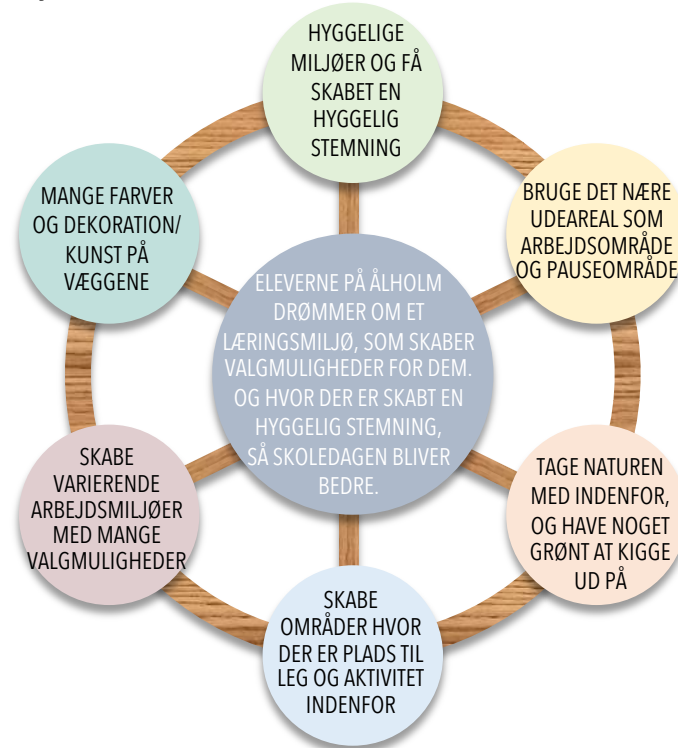 HYGGELIGE
MILJØER OG FÅ
SKABET EN
HYGGELIG
STEMNING
BRUGE DET NÆRE
UDEAREAL SOM
ARBEJDSOMRÅDE
OG PAUSEOMRÅDE
TAGE NATUREN
MED INDENFOR,
OG HAVE NOGET
GRØNT AT KIGGE
UD PÅ
SKABE
OMRÅDER HVOR
DER ER PLADS TIL
LEG OG AKTIVITET
INDENFOR
SKABE
VARIERENDE
ARBEJDSMILJØER
MED MANGE
VALGMULIGHEDER
MANGE FARVER
OG DEKORATION/
KUNST PÅ
VÆGGENE
ELEVERNE PÅ ÅLHOLM
DRØMMER OM ET
LÆRINGSMILJØ, SOM SKABER
VALGMULIGHEDER FOR DEM.
OG HVOR DER ER SKABT EN
HYGGELIG STEMNING,
SÅ SKOLEDAGEN BLIVER
BEDRE.